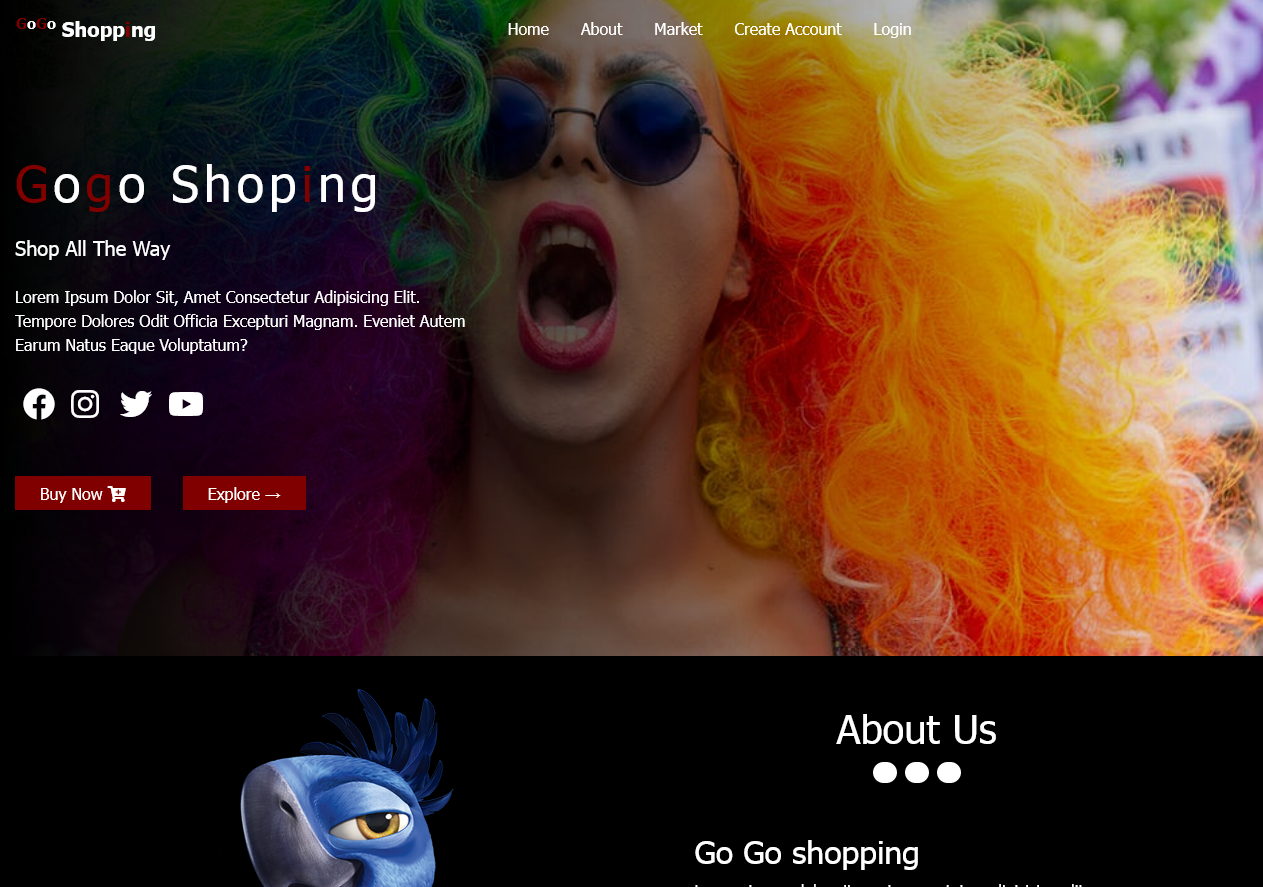 GoGo Shopping
Home About Market Create Account Login
Gogo Shoping
Shop All The Way
Lorem Ipsum Dolor Sit, Amet Consectetur Adipisicing Elit.
Tempore Dolores Odit Officia Excepturi Magnam. Eveniet Autem
Earum Natus Eaque Voluptatum?
Buy Now
Explore →
About Us
Go Go shopping